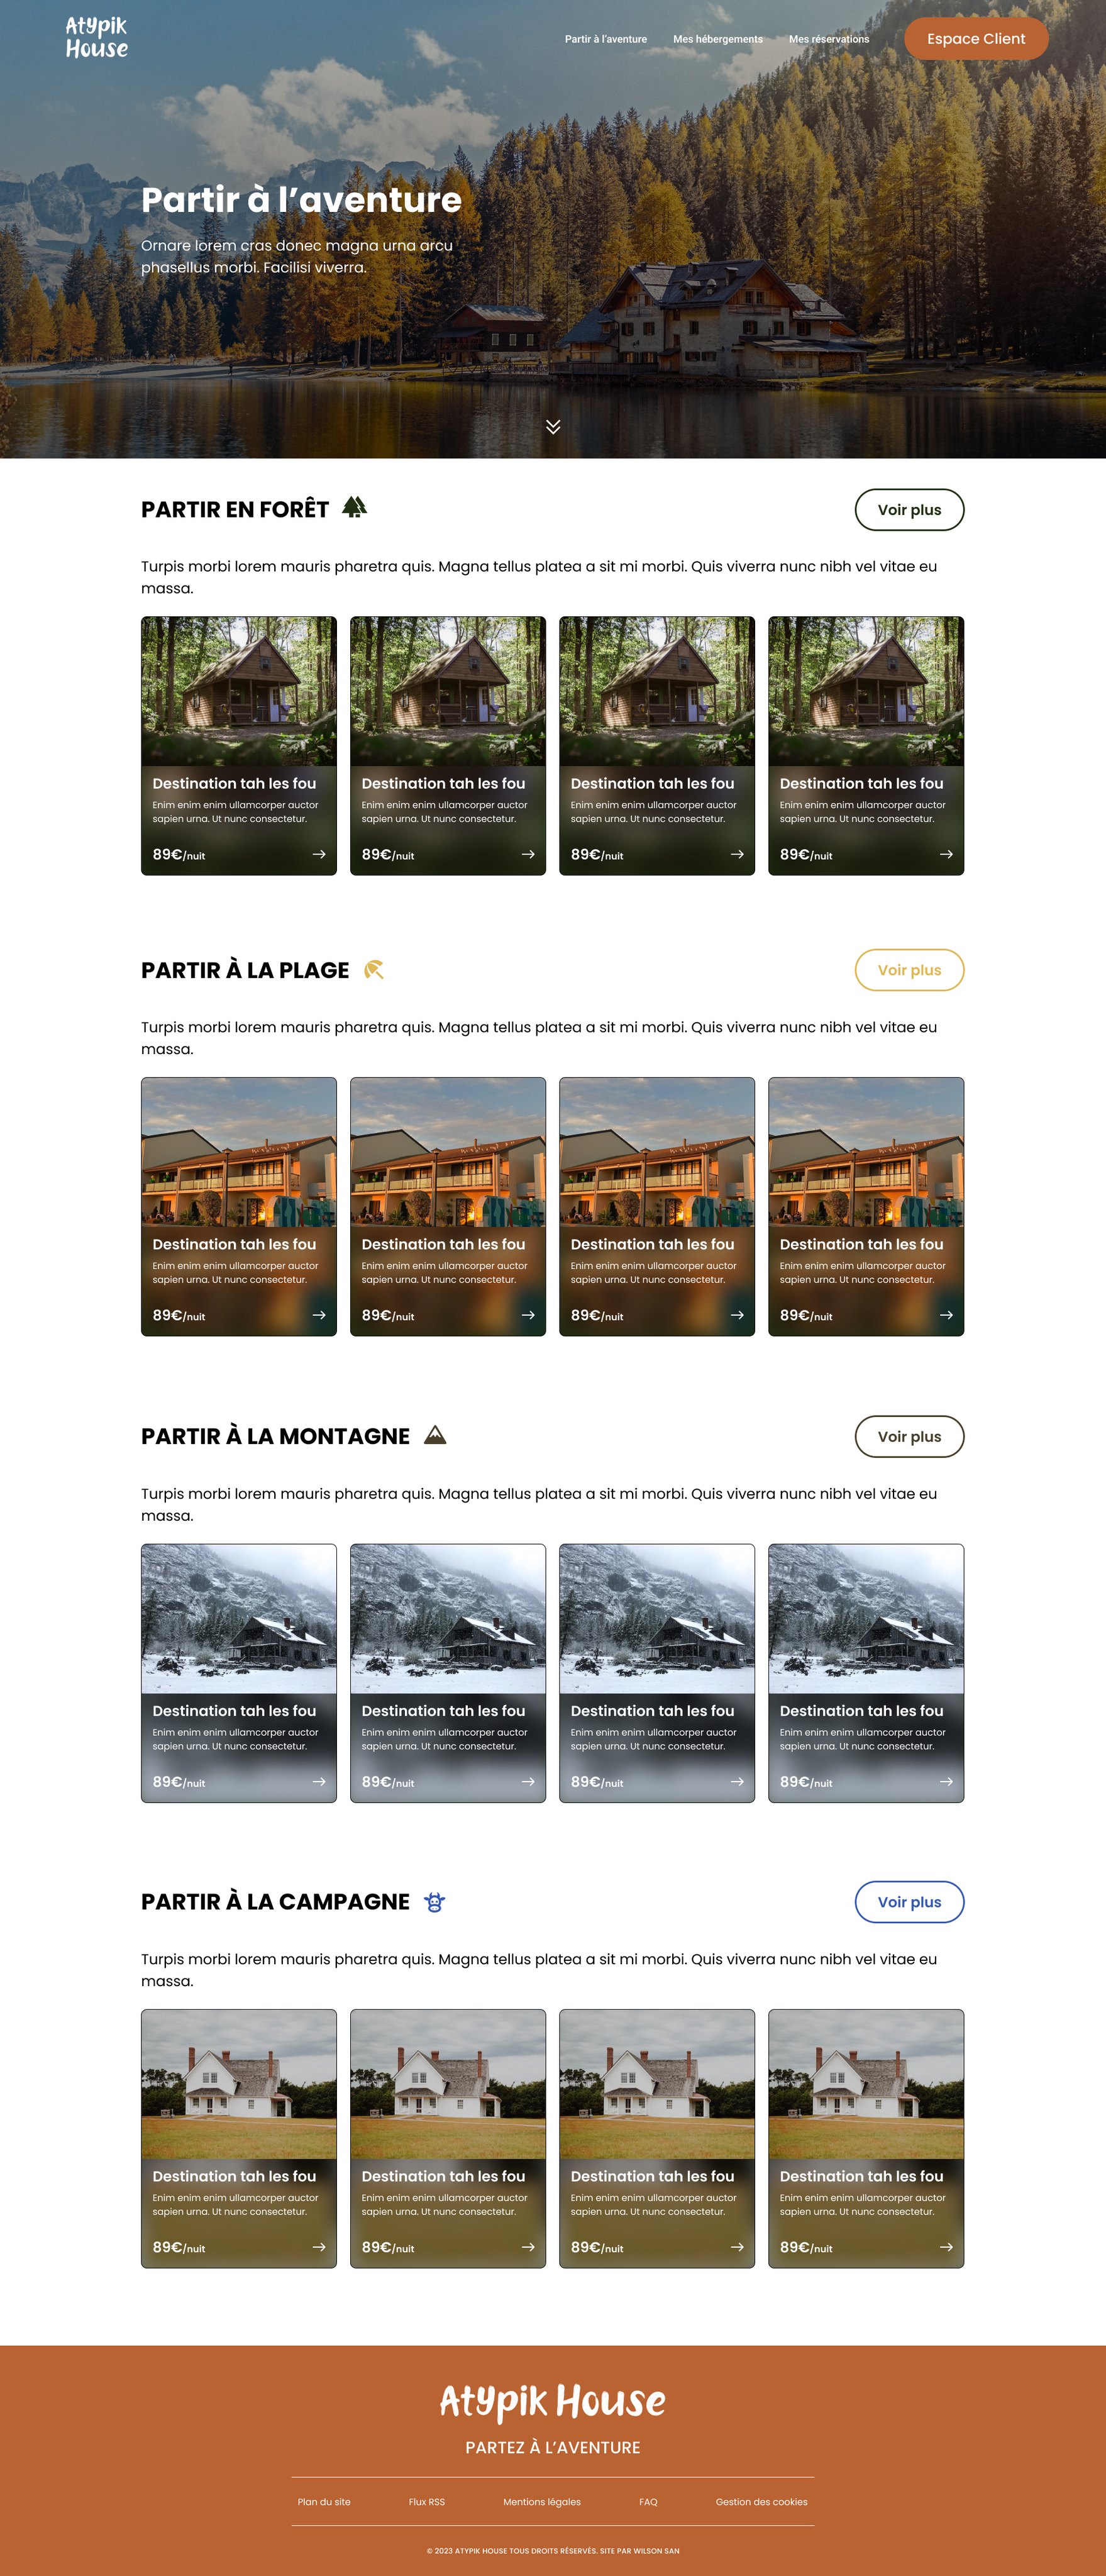 Atypik
House
Partir à l’aventure Mes hébergements Mes réservations Espace Client
Partir à l’aventure
Ornare lorem cras donec magna urna arcu
phasellus morbi. Facilisi viverra.
PARTIR EN FORÊT Voir plus
Turpis morbi lorem mauris pharetra quis. Magna tellus platea a sit mi morbi. Quis viverra nunc nibh vel vitae eu
massa.
Destination tah les fou Destination tah les fou Destination tah les fou Destination tah les fou
Enim enim enim ullamcorper auctor Enim enim enim ullamcorper auctor Enim enim enim ullamcorper auctor Enim enim enim ullamcorper auctor
sapien urna. Ut nunc consectetur. sapien urna. Ut nunc consectetur. sapien urna. Ut nunc consectetur. sapien urna. Ut nunc consectetur.
89€/nuit 89€/nuit 89€/nuit 89€/nuit
PARTIR À LA PLAGE Voir plus
Turpis morbi lorem mauris pharetra quis. Magna tellus platea a sit mi morbi. Quis viverra nunc nibh vel vitae eu
massa.
Destination tah les fou Destination tah les fou Destination tah les fou Destination tah les fou
Enim enim enim ullamcorper auctor Enim enim enim ullamcorper auctor Enim enim enim ullamcorper auctor Enim enim enim ullamcorper auctor
sapien urna. Ut nunc consectetur. sapien urna. Ut nunc consectetur. sapien urna. Ut nunc consectetur. sapien urna. Ut nunc consectetur.
89€/nuit 89€/nuit 89€/nuit 89€/nuit
PARTIR À LA MONTAGNE Voir plus
Turpis morbi lorem mauris pharetra quis. Magna tellus platea a sit mi morbi. Quis viverra nunc nibh vel vitae eu
massa.
Destination tah les fou Destination tah les fou Destination tah les fou Destination tah les fou
Enim enim enim ullamcorper auctor Enim enim enim ullamcorper auctor Enim enim enim ullamcorper auctor Enim enim enim ullamcorper auctor
sapien urna. Ut nunc consectetur. sapien urna. Ut nunc consectetur. sapien urna. Ut nunc consectetur. sapien urna. Ut nunc consectetur.
89€/nuit 89€/nuit 89€/nuit 89€/nuit
PARTIR À LA CAMPAGNE Voir plus
Turpis morbi lorem mauris pharetra quis. Magna tellus platea a sit mi morbi. Quis viverra nunc nibh vel vitae eu
massa.
Destination tah les fou Destination tah les fou Destination tah les fou Destination tah les fou
Enim enim enim ullamcorper auctor Enim enim enim ullamcorper auctor Enim enim enim ullamcorper auctor Enim enim enim ullamcorper auctor
sapien urna. Ut nunc consectetur. sapien urna. Ut nunc consectetur. sapien urna. Ut nunc consectetur. sapien urna. Ut nunc consectetur.
89€/nuit 89€/nuit 89€/nuit 89€/nuit
Atypik House
PARTEZ À L’AVENTURE
Plan du site Flux RSS Mentions légales FAQ Gestion des cookies
© 2023 ATYPIK HOUSE TOUS DROITS RÉSERVÉS. SITE PAR WILSON SAN